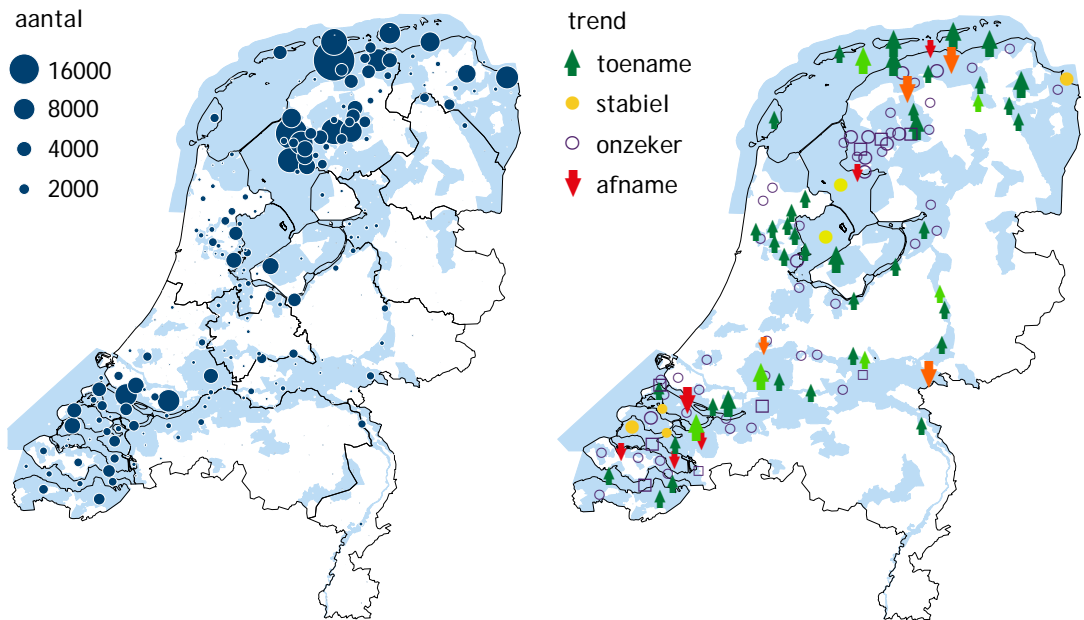 aantal
16000
8000
4000
2000
trend
toename
stabiel
onzeker
afname